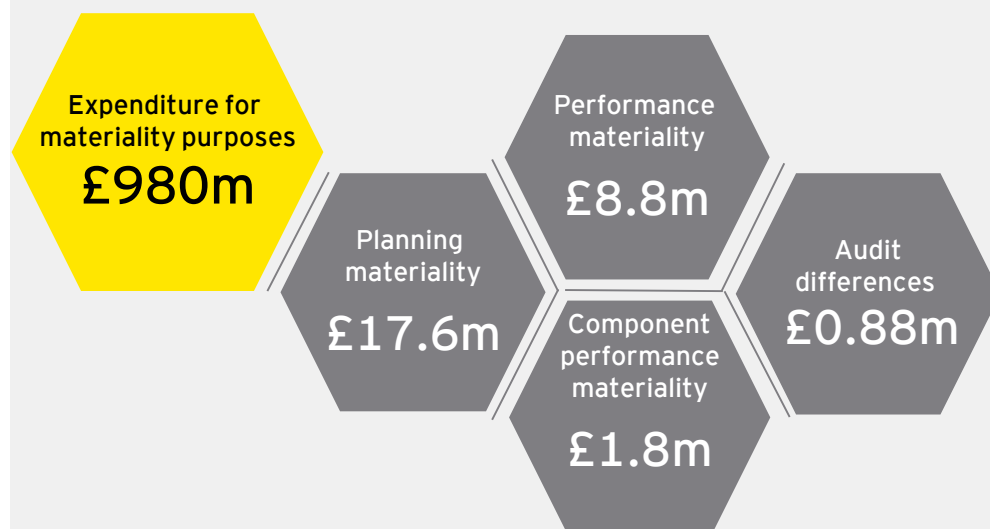 Expenditure for
materiality purposes
£980m
Planning
materiality
£17.6m
Performance
materiality
£8.8m
Component
performance
materiality
£1.8m
Audit
differences
£0.88m